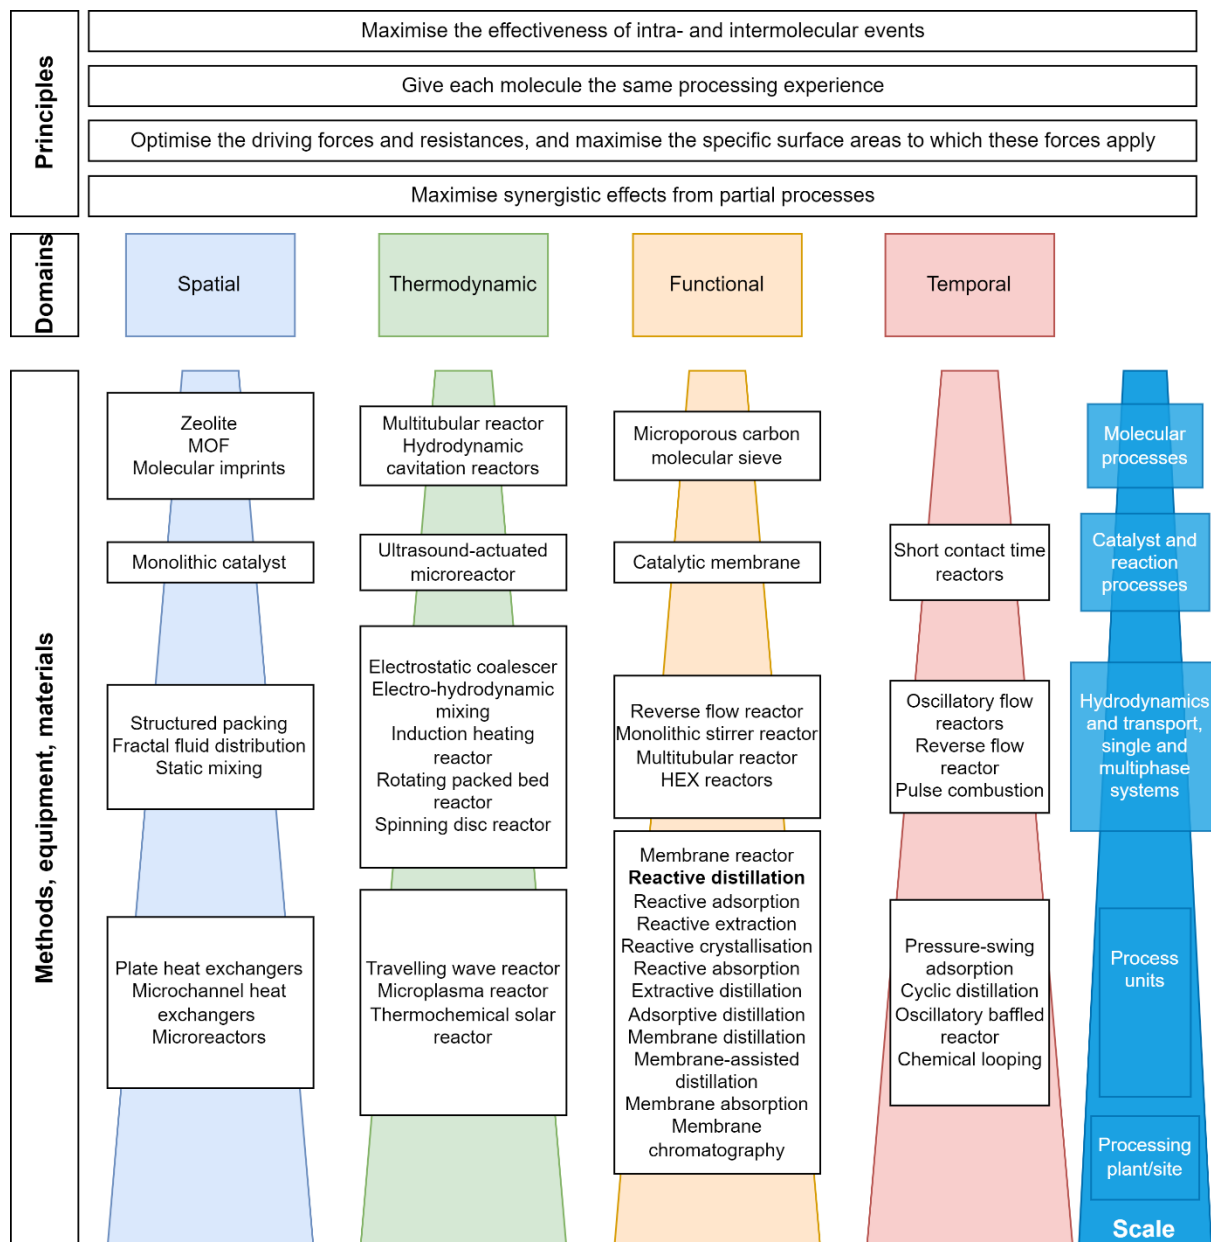 Principles
Maximise the effectiveness of intra- and intermolecular events
Give each molecule the same processing experience
Optimise the driving forces and resistances, and maximise the specific surface areas to which these forces apply
Maximise synergistic effects from partial processes
Domains
Spatial
Thermodynamic
Functional
Temporal
Methods, equipment, materials
Zeolite
MOF
Molecular imprints
Monolithic catalyst
Structured packing
Fractal fluid distribution
Static mixing
Plate heat exchangers
Microchannel heat
exchangers
Microreactors
Multitubular reactor
Hydrodynamic
cavitation reactors
Ultrasound-actuated
microreactor
Electrostatic coalescer
Electro-hydrodynamic
mixing
Induction heating
reactor
Rotating packed bed
reactor
Spinning disc reactor
Travelling wave reactor
Microplasma reactor
Thermochemical solar
reactor
Microporous carbon
molecular sieve
Catalytic membrane
Reverse flow reactor
Monolithic stirrer reactor
Multitubular reactor
HEX reactors
Membrane reactor
Reactive distillation
Reactive adsorption
Reactive extraction
Reactive crystallisation
Reactive absorption
Extractive distillation
Adsorptive distillation
Membrane distillation
Membrane-assisted
distillation
Membrane absorption
Membrane
chromatography
Short contact time
reactors
Oscillatory flow
reactors
Reverse flow
reactor
Pulse combustion
Pressure-swing
adsorption
Cyclic distillation
Oscillatory baffled
reactor
Chemical looping
Molecular
processes
Catalyst and
reaction
processes
Hydrodynamics
and transport,
single and
multiphase
systems
Process
units
Processing
plant/site
Scale